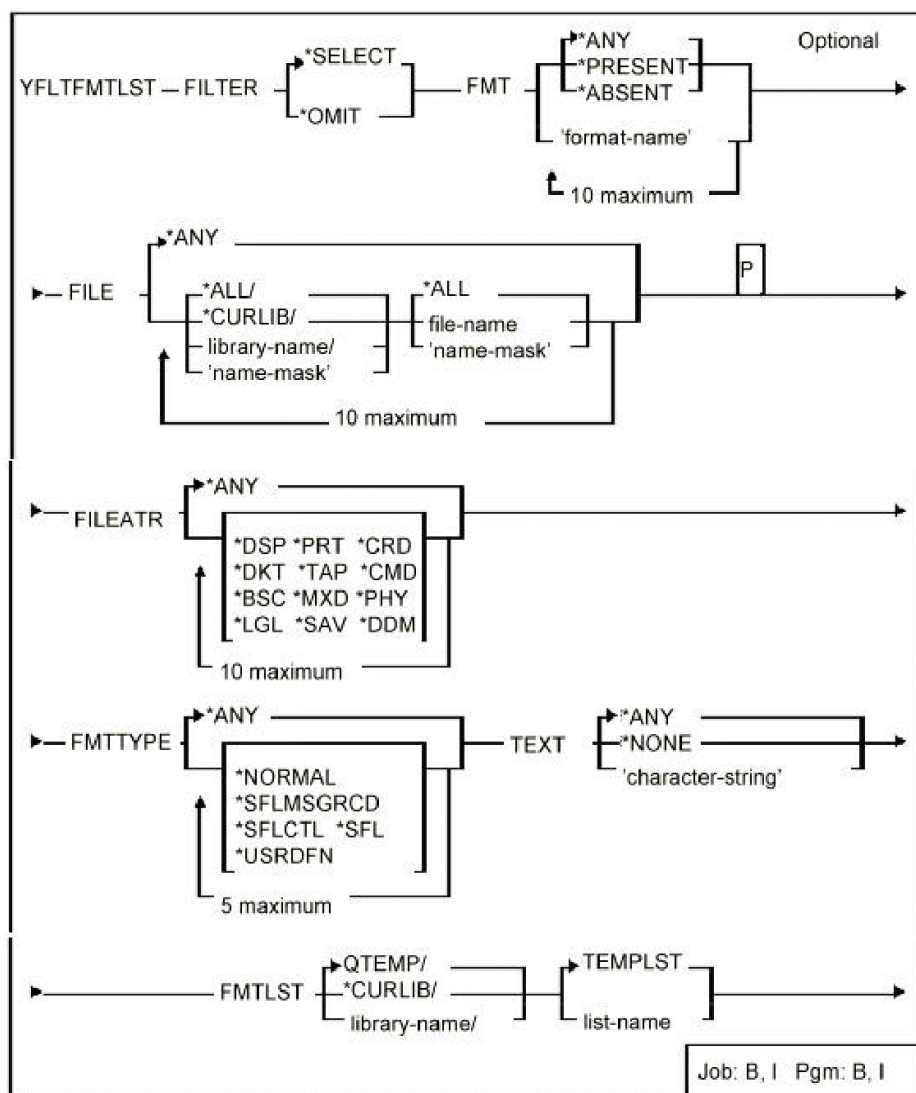 *SELECT
*OMIT
YFLTFMTLST
FILTER
FMT
*ANY
*PRESENT
*ABSENT
'format-name'
10 maximum
Optional
FILE
*ANY
*ALL/
*CURLIB/
library-name/
'name-mask'
*ALL
file-name
'name-mask'
10 maximum
P
FILEATR
*ANY
*DSP *PRT *CRD
*DKT *TAP *CMD
*BSC *MXD *PHY
*LGL *SAV *DDM
10 maximum
FMTTYPE
*ANY
*NORMAL
*SFLMSGRCD
*SFLCTL *SFL
*USRDFN
5 maximum
TEXT
*ANY
*NONE
'character-string'
FMTLST
QTEMP/
*CURLIB/
library-name/
TEMPLST
list-name
Job: B, I Pgm: B, I